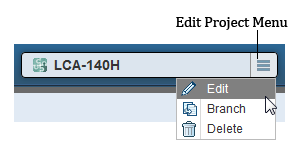 Edit Project Menu
LCA-140H
Edit
Branch
Delete